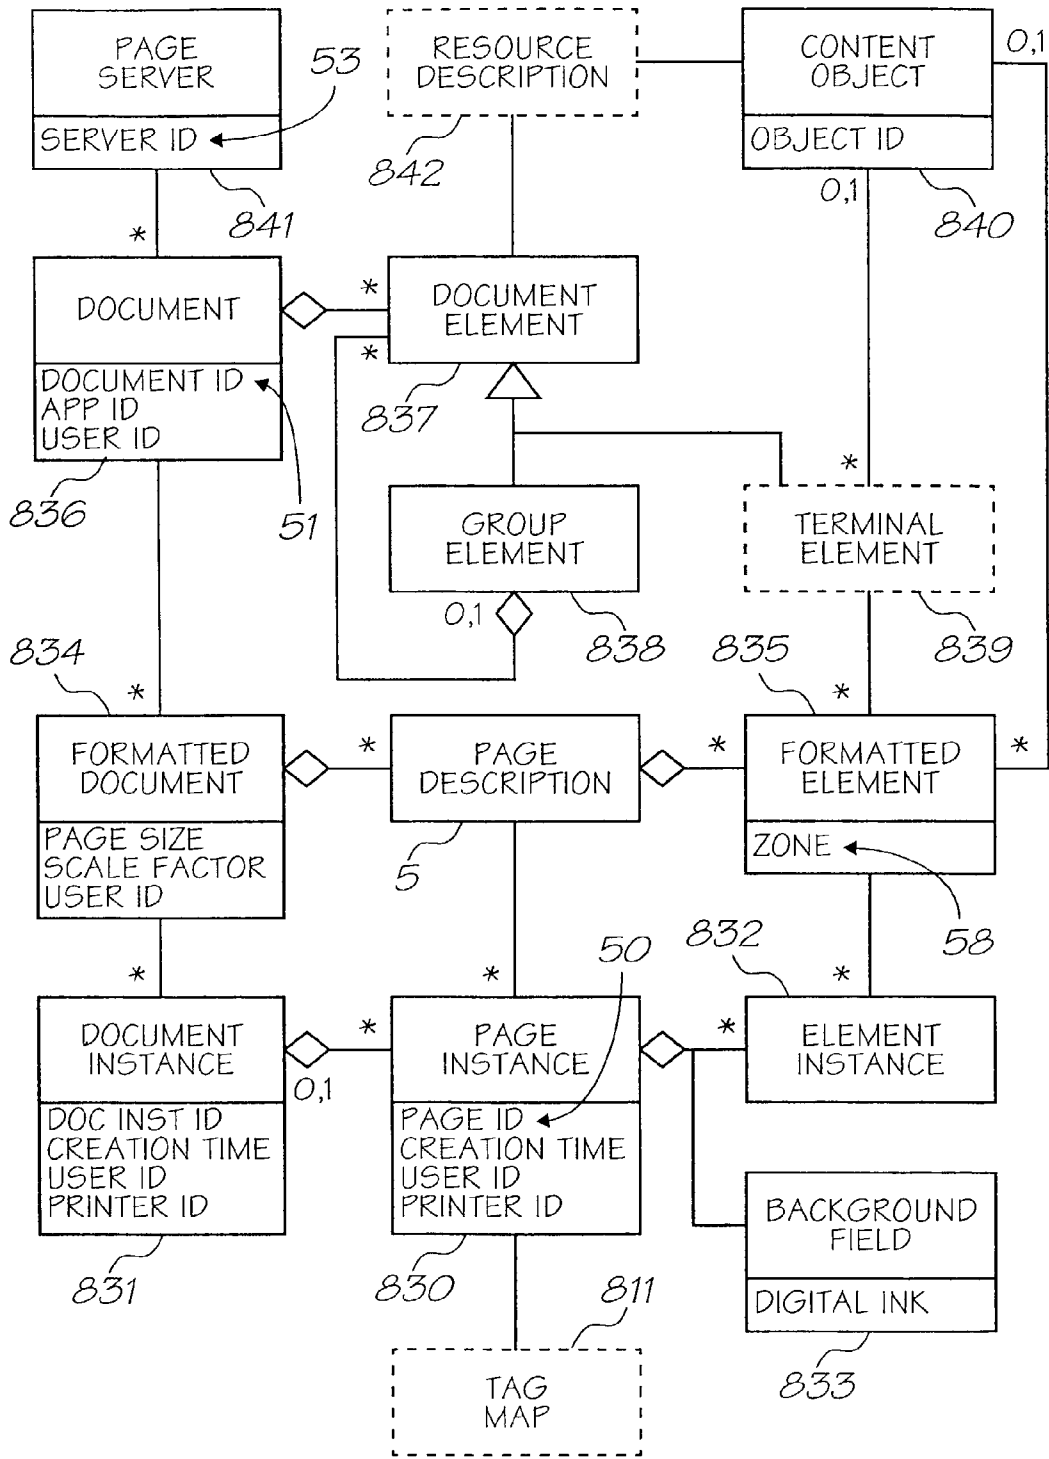 PAGE
SERVER
SERVER ID
53
841
*
RESOURCE
DESCRIPTION
842
CONTENT
OBJECT
OBJECT ID
0,1
0,1
840
DOCUMENT
DOCUMENT ID
APP ID
USER ID
836
51
*
*
DOCUMENT
ELEMENT
837
GROUP
ELEMENT
0,1
838
*
TERMINAL
ELEMENT
839
834
*
FORMATTED
DOCUMENT
PAGE SIZE
SCALE FACTOR
USER ID
*
PAGE
DESCRIPTION
5
835
*
*
*
FORMATTED
ELEMENT
ZONE
58
*
DOCUMENT
INSTANCE
0,1
DOC INST ID
CREATION TIME
USER ID
PRINTER ID
831
*
*
50
PAGE
INSTANCE
PAGE ID
CREATION TIME
USER ID
PRINTER ID
830
832
*
*
ELEMENT
INSTANCE
BACKGROUND
FIELD
DIGITAL INK
833
811
TAG
MAP